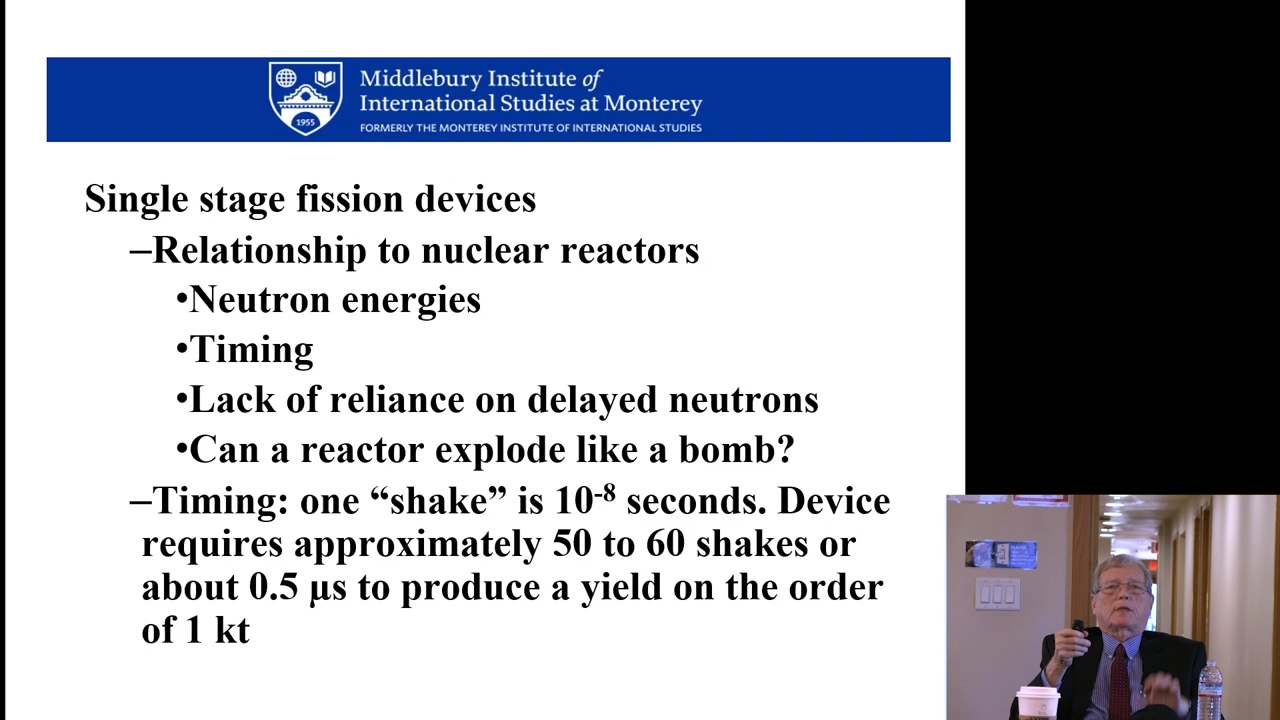 1955
Middlebury Institute of
International Studies at Monterey
FORMERLY THE MONTEREY INSTITUTE OF INTERNATIONAL STUDIES
Single stage fission devices
–Relationship to nuclear reactors
•Neutron energies
•Timing
•Lack of reliance on delayed neutrons
•Can a reactor explode like a bomb?
–Timing: one “shake” is 10⁻⁸ seconds. Device
requires approximately 50 to 60 shakes or
about 0.5 µs to produce a yield on the order
of 1 kt